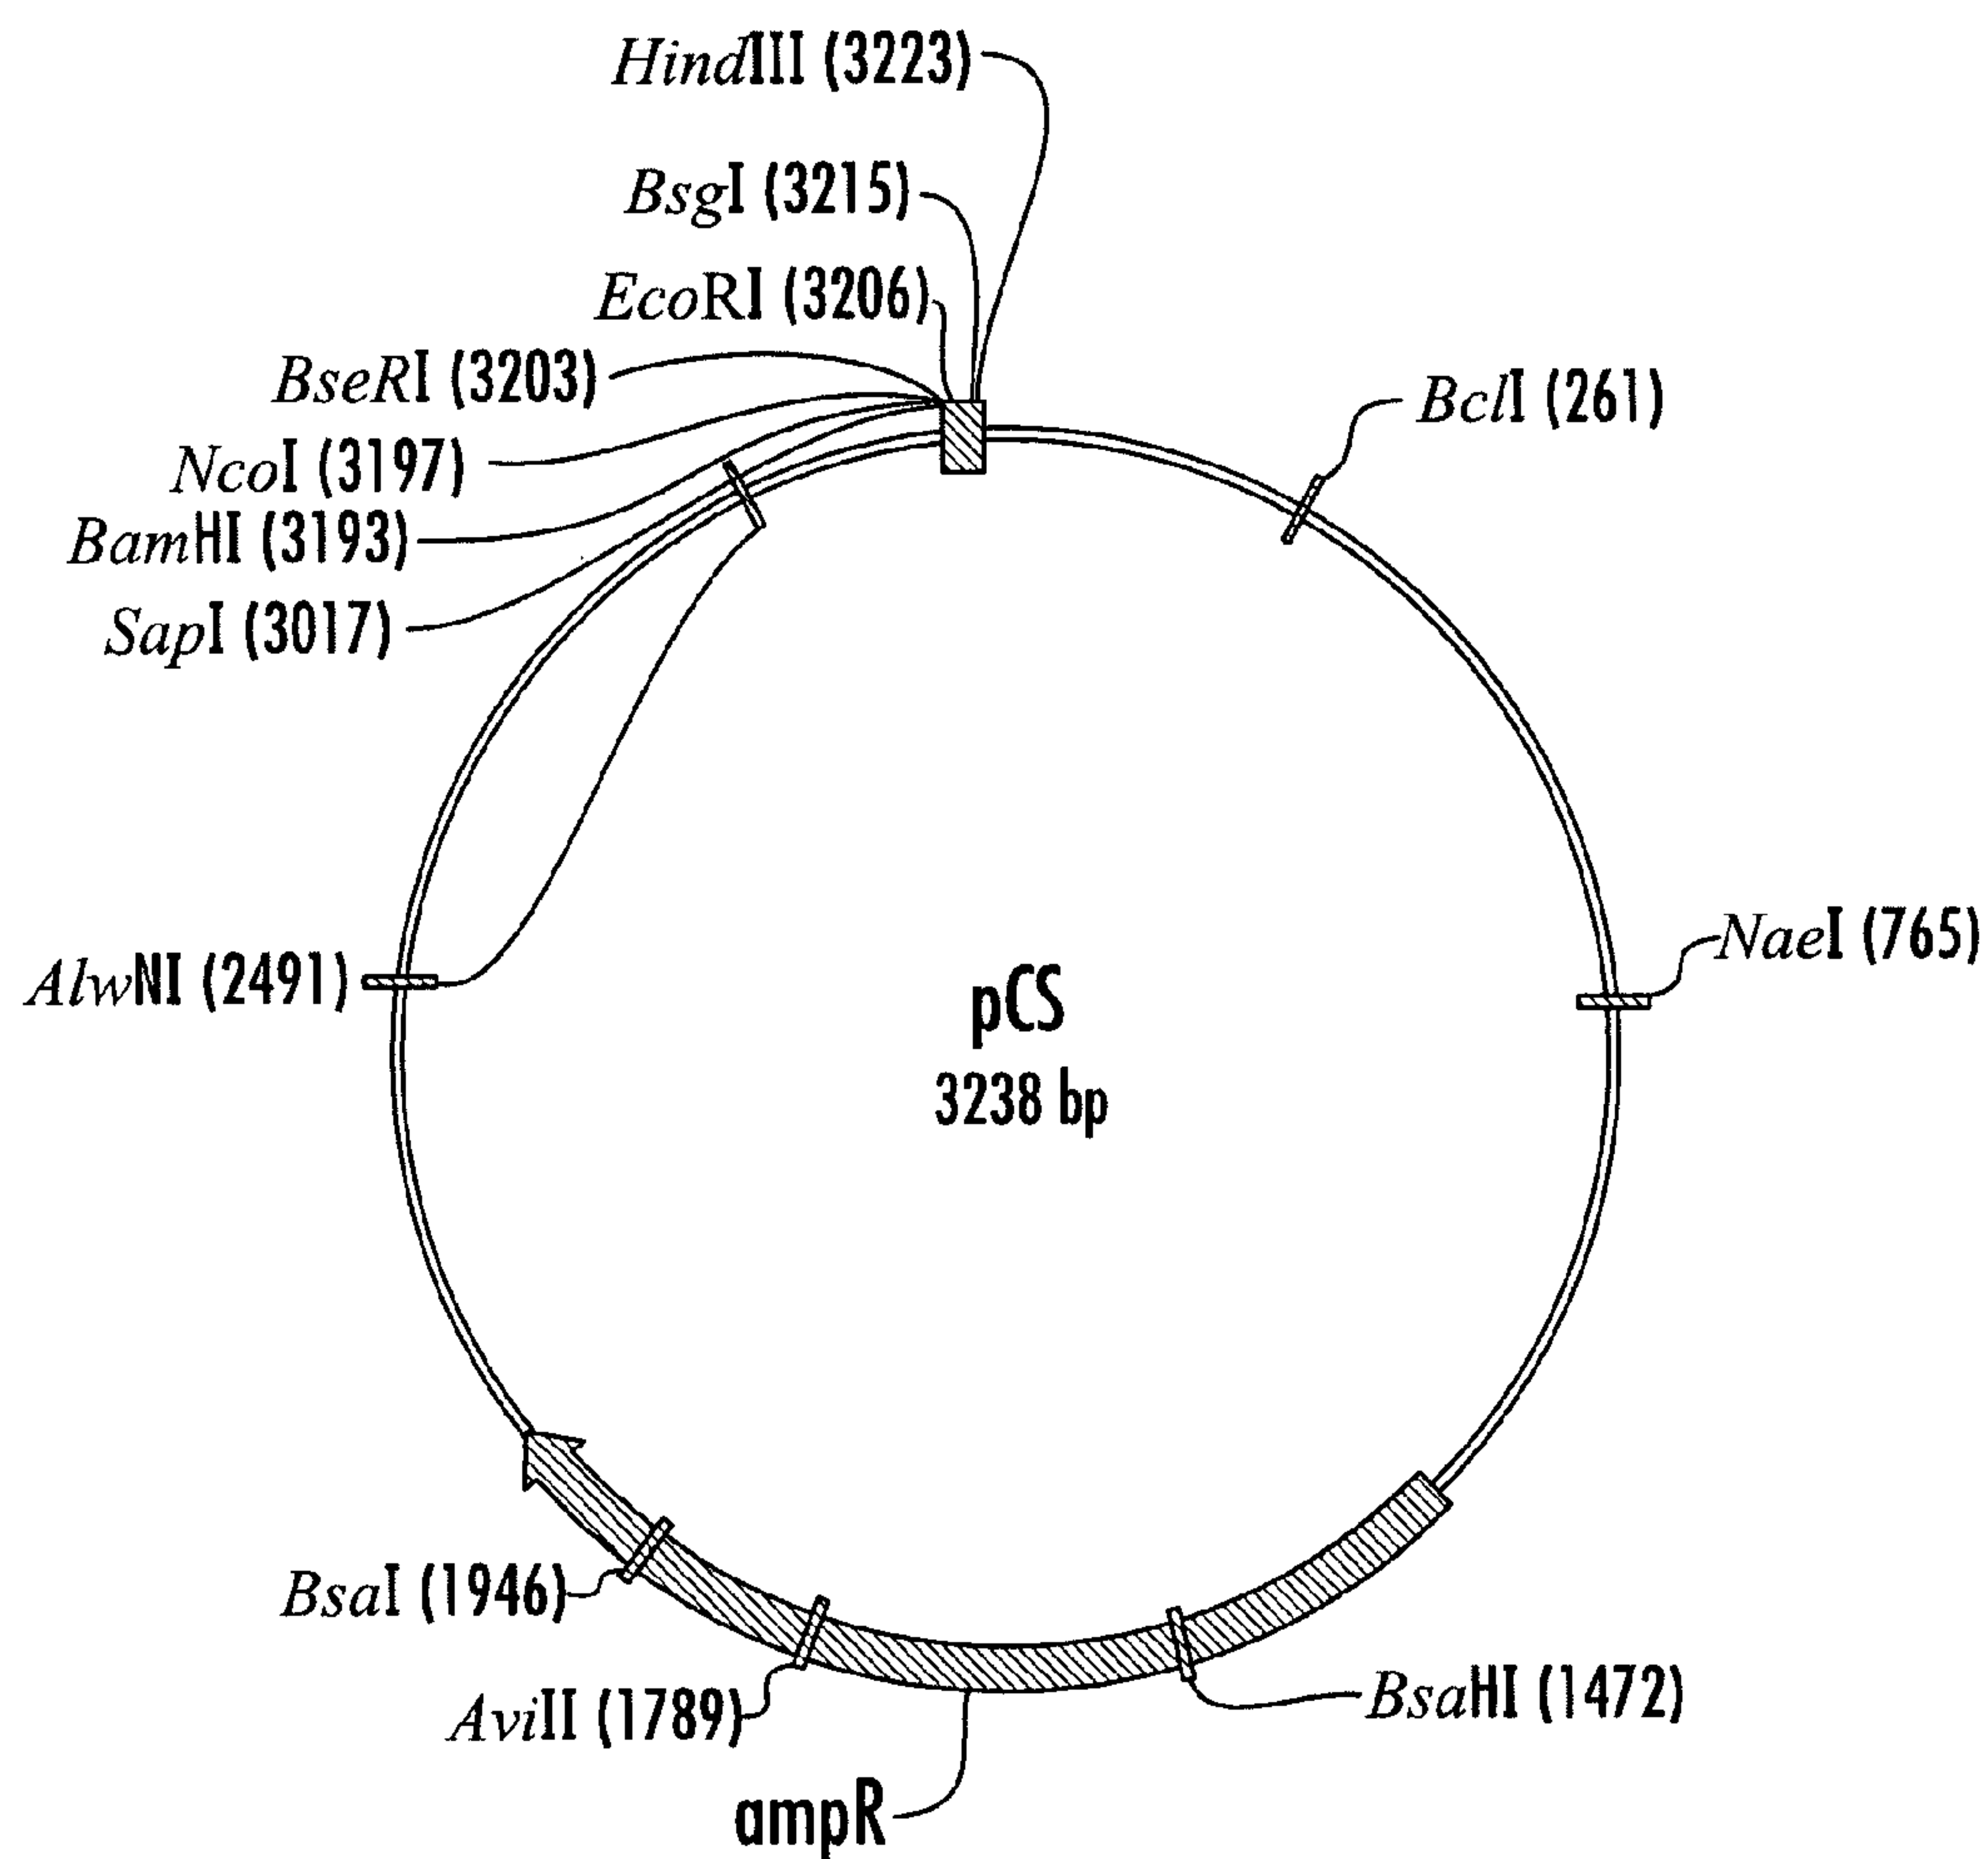 HindIII (3223)
BsgI (3215)
EcoRI (3206)
BseRI (3203)
BclI (261)
NcoI (3197)
BamHI (3193)
SapI (3017)
NaeI (765)
AlwNI (2491)
pCS
3238 bp
BsaI (1946)
BsaHI (1472)
AviII (1789)
ampR